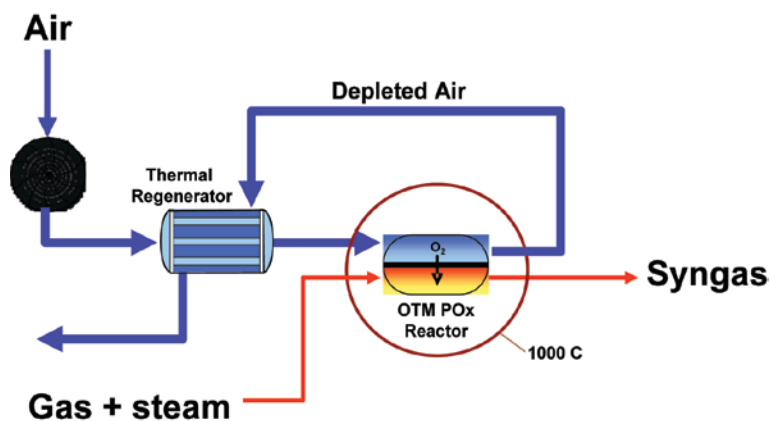 Air
Depleted Air
Thermal
Regenerator
O2
Syngas
OTM POx
Reactor
1000 C
Gas + steam